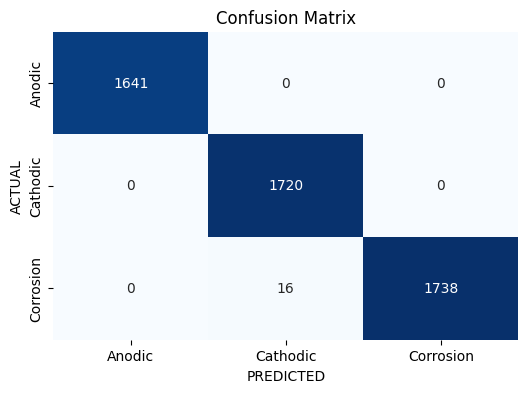 Confusion Matrix
ACTUAL
Anodic
1641 0 0
Cathodic
0 1720 0
Corrosion
0 16 1738
Anodic Cathodic Corrosion
PREDICTED